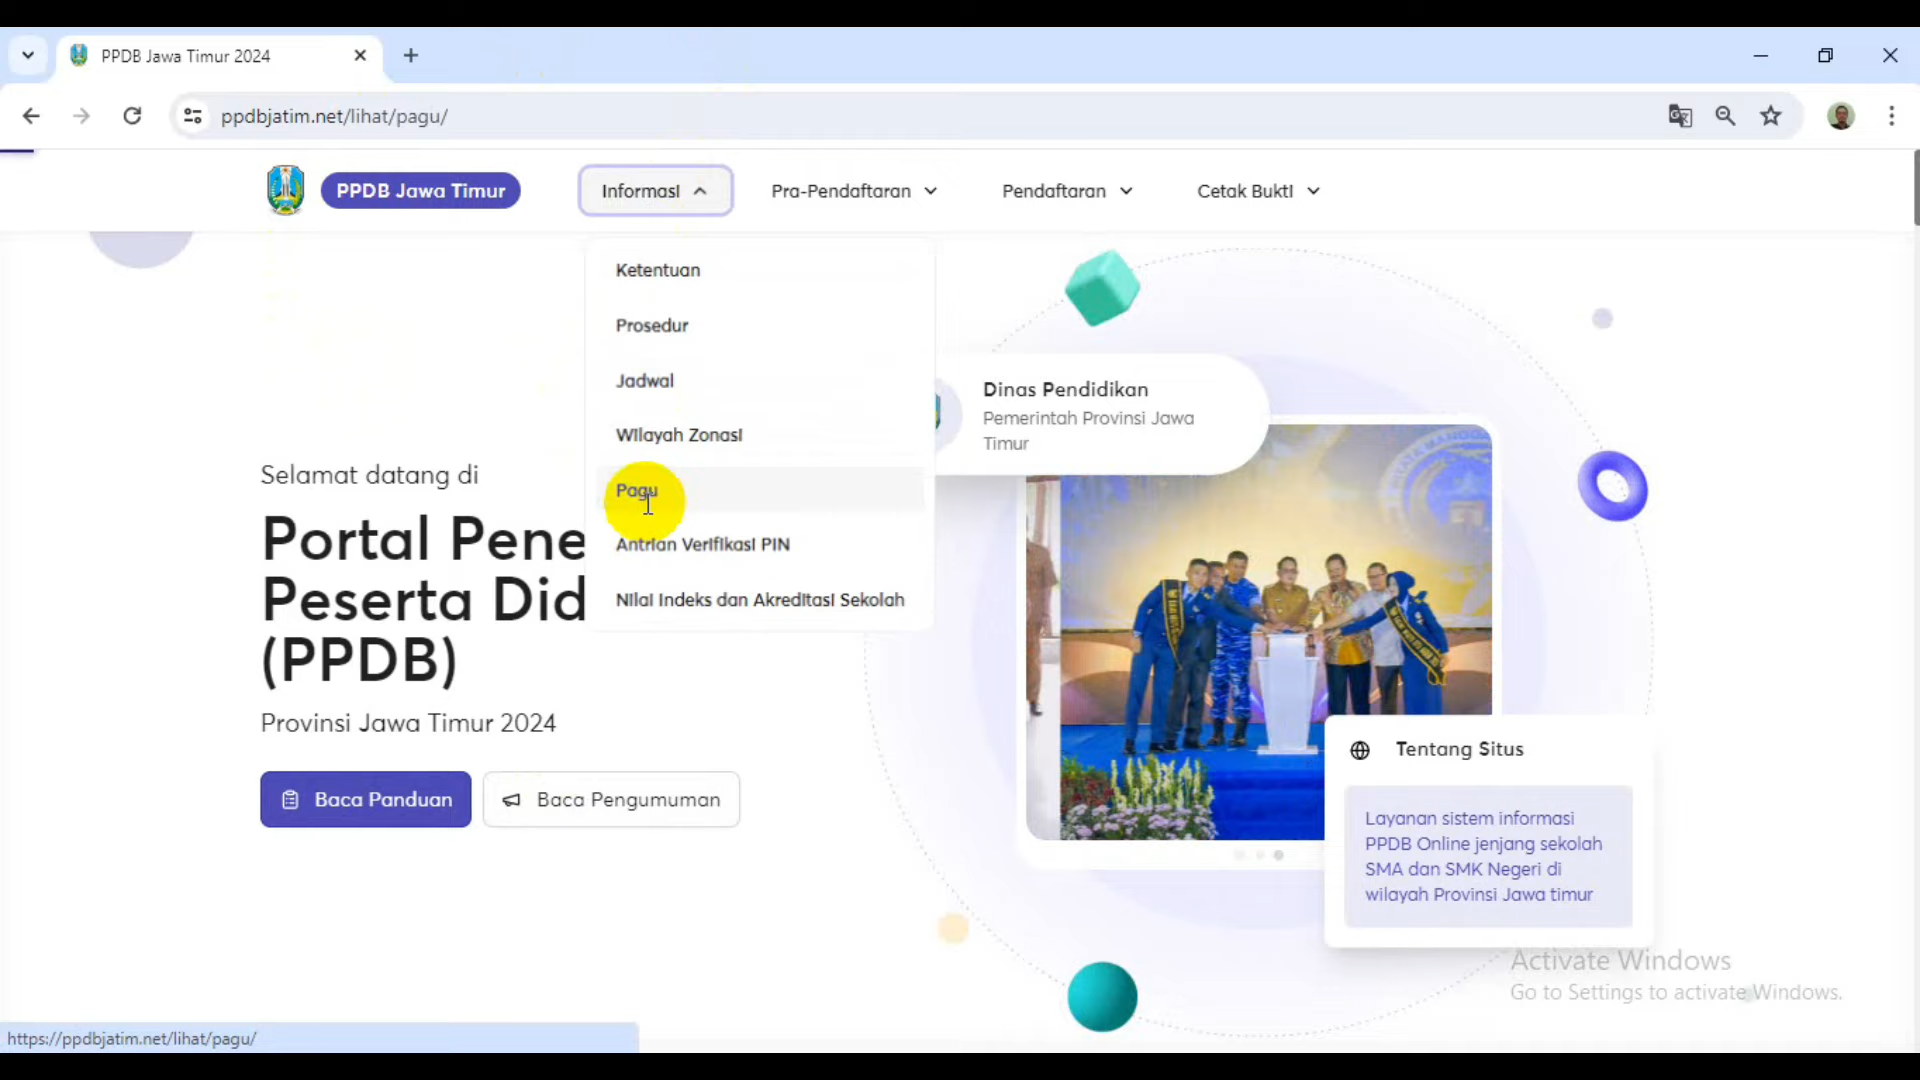 PPDB Jawa Timur 2024
ppdbjatim.net/lihat/pagu/
PPDB Jawa Timur
Informasi
Pra-Pendaftaran
Pendaftaran
Cetak Bukti
Ketentuan
Prosedur
Jadwal
Wilayah Zonasi
Pagu
Antrian Verifikasi PIN
Nilai Indeks dan Akreditasi Sekolah
Dinas Pendidikan
Pemerintah Provinsi Jawa
Timur
Selamat datang di
Portal Pene
Peserta Did
(PPDB)
Provinsi Jawa Timur 2024
Baca Panduan
Baca Pengumuman
Tentang Situs
Layanan sistem informasi
PPDB Online jenjang sekolah
SMA dan SMK Negeri di
wilayah Provinsi Jawa timur
Activate Windows
Go to Settings to activate Windows.
https://ppdbjatim.net/lihat/pagu/